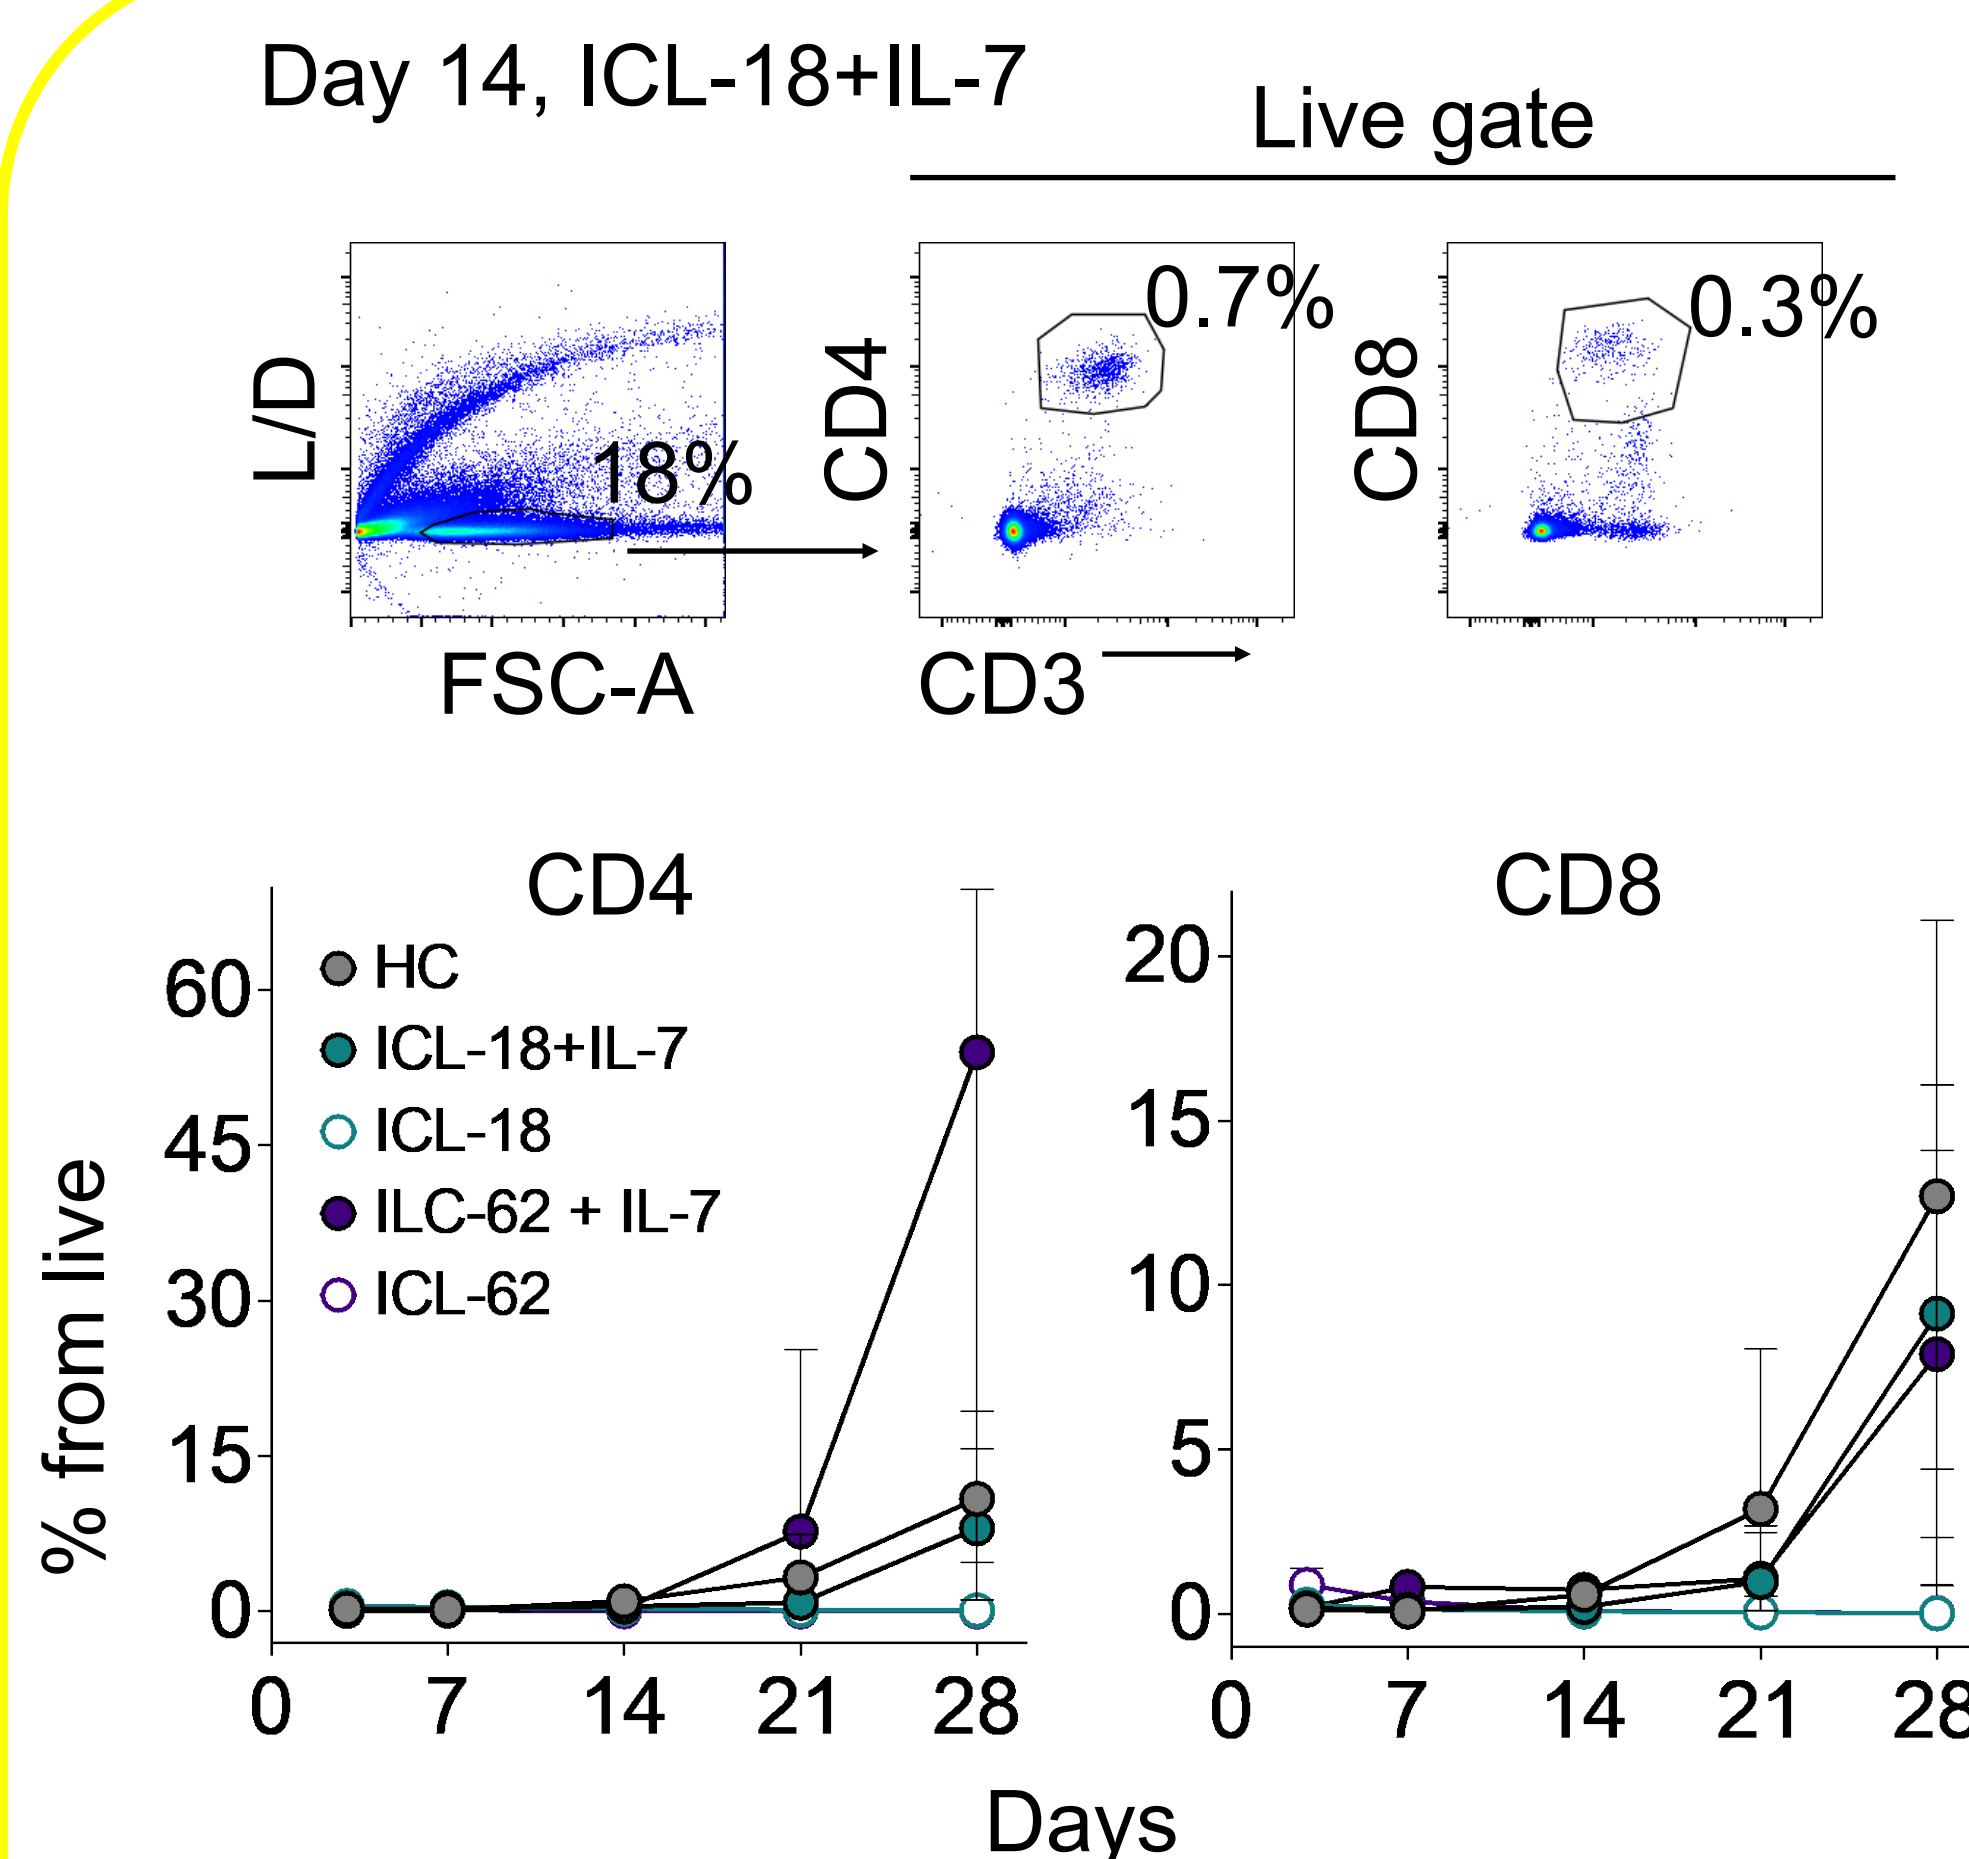 Day 14, ICL-18+IL-7
Live gate
L/D
18%
FSC-A
CD4
0.7%
CD3
CD8
0.3%
% from live
CD4
60
45
30
15
0
HC
ICL-18+IL-7
ICL-18
ILC-62 + IL-7
ICL-62
0 7 14 21 28
CD8
20
15
10
5
0
0 7 14 21 28
Days